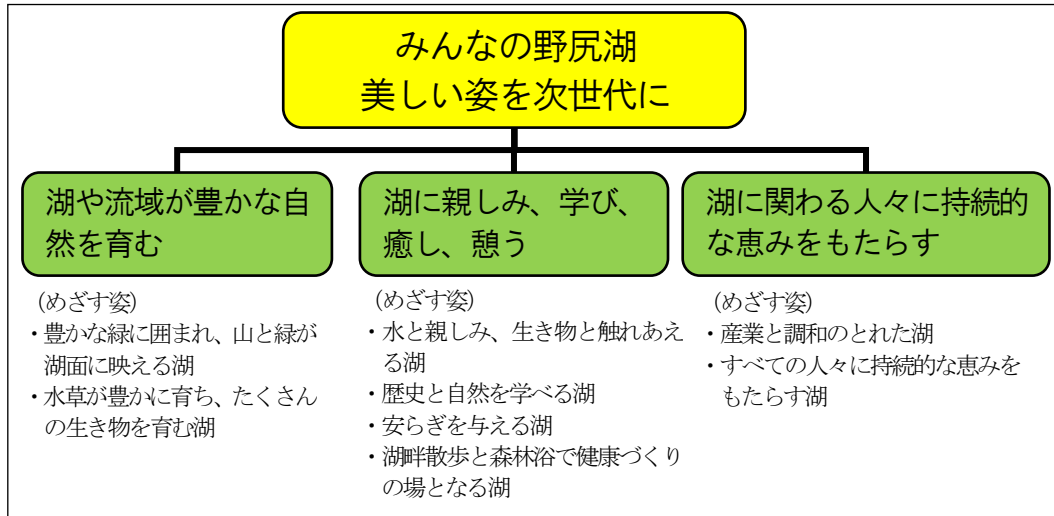 みんなの野尻湖
美しい姿を次世代に
湖や流域が豊かな自
然を育む
(めざす姿)
・豊かな緑に囲まれ、山と緑が
湖面に映える湖
・水草が豊かに育ち、たくさん
の生き物を育む湖
湖に親しみ、学び、
癒し、憩う
(めざす姿)
・水と親しみ、生き物と触れあえ
る湖
・歴史と自然を学べる湖
・安らぎを与える湖
・湖畔散歩と森林浴で健康づくり
の場となる湖
湖に関わる人々に持続的
な恵みをもたらす
(めざす姿)
・産業と調和のとれた湖
・すべての人々に持続的な恵みを
もたらす湖